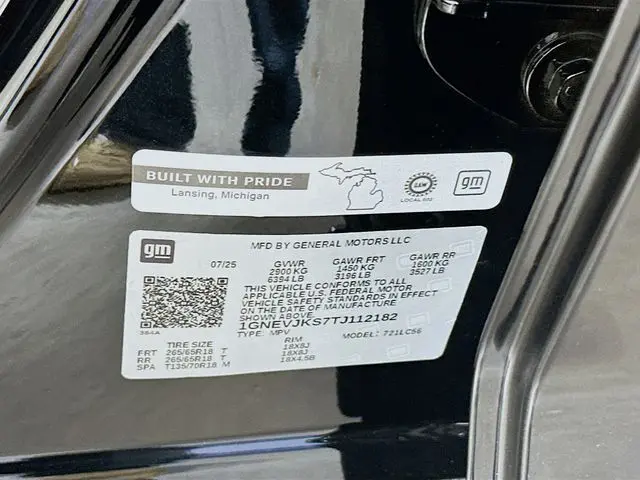 BUILT WITH PRIDE
Lansing, Michigan
LOCAL 602
gm
gm
MFD BY GENERAL MOTORS LLC
07/25 GVWR GAWR FRT GAWR RR
2900 KG 1450 KG 1600 KG
6394 LB 3196 LB 3527 LB
THIS VEHICLE CONFORMS TO ALL
APPLICABLE U.S. FEDERAL MOTOR
VEHICLE SAFETY STANDARDS IN EFFECT
ON THE DATE OF MANUFACTURE
SHOWN ABOVE.
1GNEVJKS7TJ112182
TYPE: MPV MODEL: 721LC56
TIRE SIZE RIM
FRT 265/65R18 T 18X8J
RR 265/65R18 T 18X8J
SPA T135/70R18 M 18X4.5B